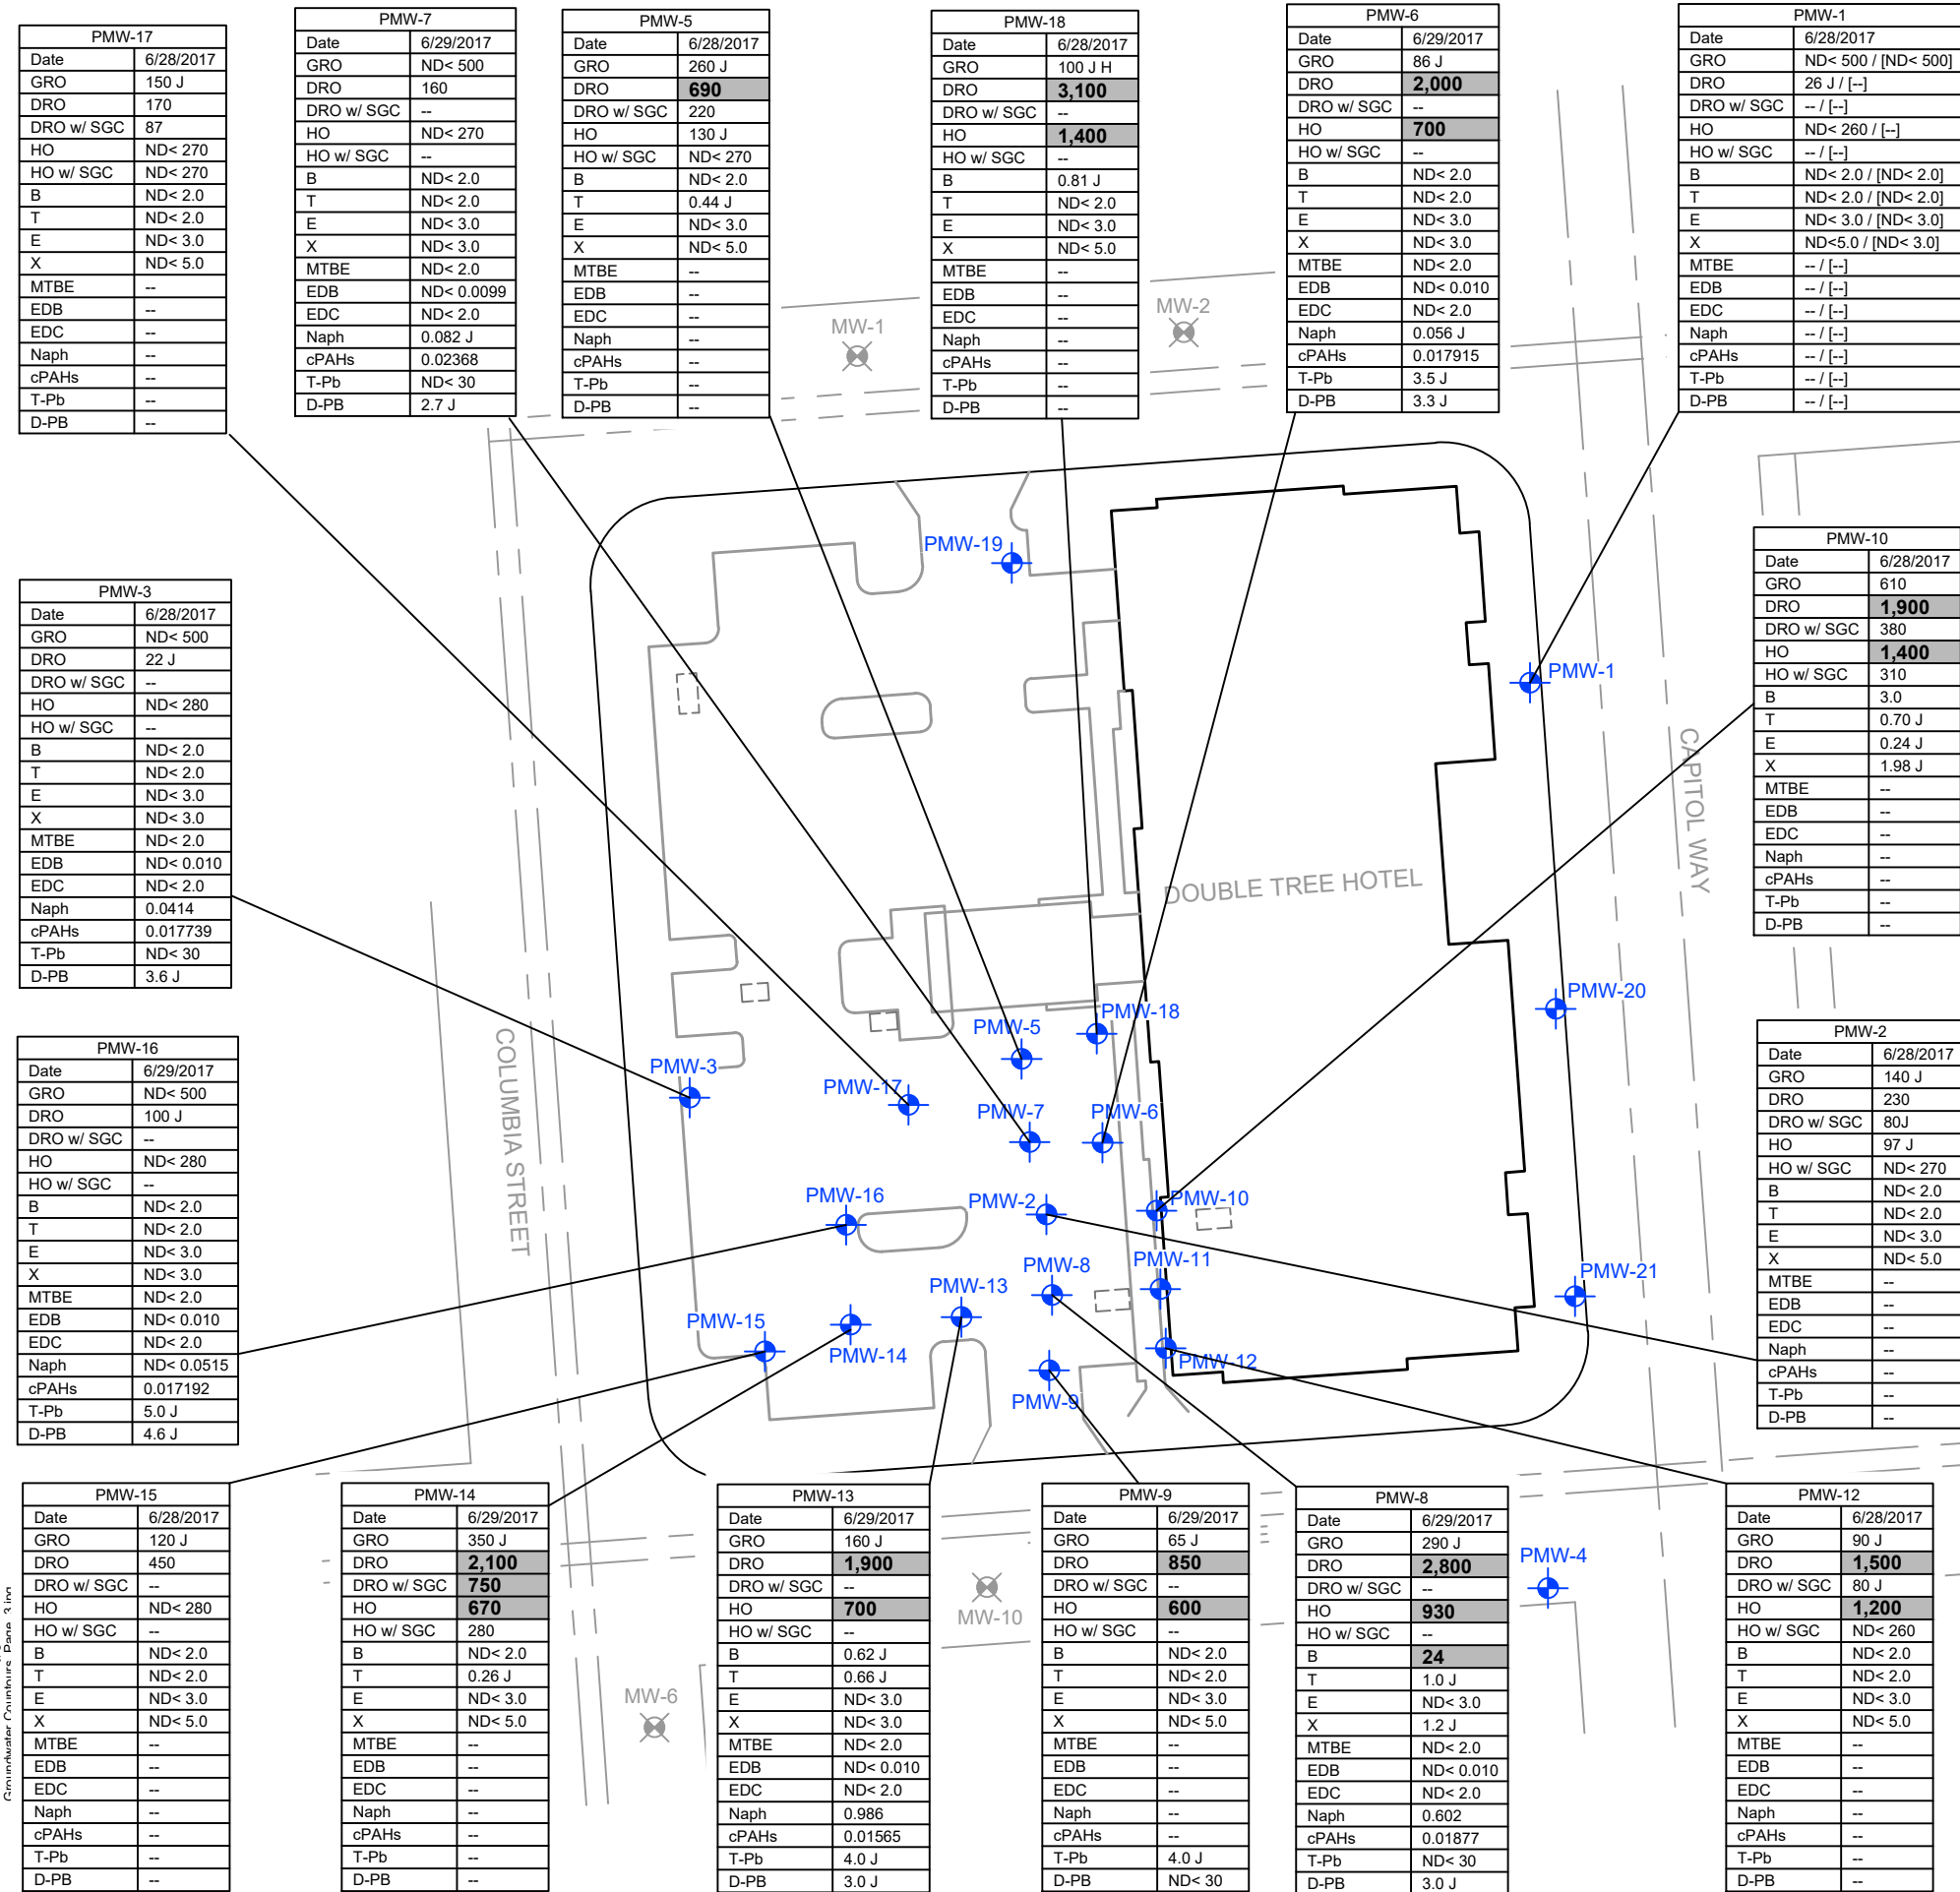 PMW-17
Date 6/28/2017
GRO 150 J
DRO 170
DRO w/ SGC 87
HO ND< 270
HO w/ SGC ND< 270
B ND< 2.0
T ND< 2.0
E ND< 3.0
X ND< 5.0
MTBE --
EDB --
EDC --
Naph --
cPAHs --
T-Pb --
D-PB --
PMW-7
Date 6/29/2017
GRO ND< 500
DRO 160
DRO w/ SGC --
HO ND< 270
HO w/ SGC --
B ND< 2.0
T ND< 2.0
E ND< 3.0
X ND< 3.0
MTBE ND< 2.0
EDB ND< 0.0099
EDC ND< 2.0
Naph 0.082 J
cPAHs 0.02368
T-Pb ND< 30
D-PB 2.7 J
PMW-5
Date 6/28/2017
GRO 260 J
DRO 690
DRO w/ SGC 220
HO 130 J
HO w/ SGC ND< 270
B ND< 2.0
T 0.44 J
E ND< 3.0
X ND< 5.0
MTBE --
EDB --
EDC --
Naph --
cPAHs --
T-Pb --
D-PB --
PMW-18
Date 6/28/2017
GRO 100 J H
DRO 3,100
DRO w/ SGC --
HO 1,400
HO w/ SGC --
B 0.81 J
T ND< 2.0
E ND< 3.0
X ND< 5.0
MTBE --
EDB --
EDC --
Naph --
cPAHs --
T-Pb --
D-PB --
PMW-6
Date 6/29/2017
GRO 86 J
DRO 2,000
DRO w/ SGC --
HO 700
HO w/ SGC --
B ND< 2.0
T ND< 2.0
E ND< 3.0
X ND< 3.0
MTBE ND< 2.0
EDB ND< 0.010
EDC ND< 2.0
Naph 0.056 J
cPAHs 0.017915
T-Pb 3.5 J
D-PB 3.3 J
PMW-1
Date 6/28/2017
GRO ND< 500 / [ND< 500]
DRO 26 J / [--]
DRO w/ SGC -- / [--]
HO ND< 260 / [--]
HO w/ SGC -- / [--]
B ND< 2.0 / [ND< 2.0]
T ND< 2.0 / [ND< 2.0]
E ND< 3.0 / [ND< 3.0]
X ND<5.0 / [ND< 3.0]
MTBE -- / [--]
EDB -- / [--]
EDC -- / [--]
Naph -- / [--]
cPAHs -- / [--]
T-Pb -- / [--]
D-PB -- / [--]
MW-1
MW-2
PMW-19
PMW-1
PMW-3
Date 6/28/2017
GRO ND< 500
DRO 22 J
DRO w/ SGC --
HO ND< 280
HO w/ SGC --
B ND< 2.0
T ND< 2.0
E ND< 3.0
X ND< 3.0
MTBE ND< 2.0
EDB ND< 0.010
EDC ND< 2.0
Naph 0.0414
cPAHs 0.017739
T-Pb ND< 30
D-PB 3.6 J
PMW-10
Date 6/28/2017
GRO 610
DRO 1,900
DRO w/ SGC 380
HO 1,400
HO w/ SGC 310
B 3.0
T 0.70 J
E 0.24 J
X 1.98 J
MTBE --
EDB --
EDC --
Naph --
cPAHs --
T-Pb --
D-PB --
CAPITOL WAY
DOUBLE TREE HOTEL
COLUMBIA STREET
PMW-20
PMW-18
PMW-5
PMW-3
PMW-17
PMW-7
PMW-6
PMW-16
PMW-2
PMW-10
PMW-8
PMW-11
PMW-21
PMW-13
PMW-15
PMW-14
PMW-12
PMW-9
PMW-16
Date 6/29/2017
GRO ND< 500
DRO 100 J
DRO w/ SGC --
HO ND< 280
HO w/ SGC --
B ND< 2.0
T ND< 2.0
E ND< 3.0
X ND< 3.0
MTBE ND< 2.0
EDB ND< 0.010
EDC ND< 2.0
Naph ND< 0.0515
cPAHs 0.017192
T-Pb 5.0 J
D-PB 4.6 J
PMW-2
Date 6/28/2017
GRO 140 J
DRO 230
DRO w/ SGC 80J
HO 97 J
HO w/ SGC ND< 270
B ND< 2.0
T ND< 2.0
E ND< 3.0
X ND< 5.0
MTBE --
EDB --
EDC --
Naph --
cPAHs --
T-Pb --
D-PB --
PMW-15
Date 6/28/2017
GRO 120 J
DRO 450
DRO w/ SGC --
HO ND< 280
HO w/ SGC --
B ND< 2.0
T ND< 2.0
E ND< 3.0
X ND< 5.0
MTBE --
EDB --
EDC --
Naph --
cPAHs --
T-Pb --
D-PB --
PMW-14
Date 6/29/2017
GRO 350 J
DRO 2,100
DRO w/ SGC 750
HO 670
HO w/ SGC 280
B ND< 2.0
T 0.26 J
E ND< 3.0
X ND< 5.0
MTBE --
EDB --
EDC --
Naph --
cPAHs --
T-Pb --
D-PB --
MW-6
PMW-13
Date 6/29/2017
GRO 160 J
DRO 1,900
DRO w/ SGC --
HO 700
HO w/ SGC --
B 0.62 J
T 0.66 J
E ND< 3.0
X ND< 3.0
MTBE ND< 2.0
EDB ND< 0.010
EDC ND< 2.0
Naph 0.986
cPAHs 0.01565
T-Pb 4.0 J
D-PB 3.0 J
MW-10
PMW-9
Date 6/29/2017
GRO 65 J
DRO 850
DRO w/ SGC --
HO 600
HO w/ SGC --
B ND< 2.0
T ND< 2.0
E ND< 3.0
X ND< 5.0
MTBE --
EDB --
EDC --
Naph --
cPAHs --
T-Pb 4.0 J
D-PB ND< 30
PMW-8
Date 6/29/2017
GRO 290 J
DRO 2,800
DRO w/ SGC --
HO 930
HO w/ SGC --
B 24
T 1.0 J
E ND< 3.0
X 1.2 J
MTBE ND< 2.0
EDB ND< 0.010
EDC ND< 2.0
Naph 0.602
cPAHs 0.01877
T-Pb ND< 30
D-PB 3.0 J
PMW-4
PMW-12
Date 6/28/2017
GRO 90 J
DRO 1,500
DRO w/ SGC 80 J
HO 1,200
HO w/ SGC ND< 260
B ND< 2.0
T ND< 2.0
E ND< 3.0
X ND< 5.0
MTBE --
EDB --
EDC --
Naph --
cPAHs --
T-Pb --
D-PB --